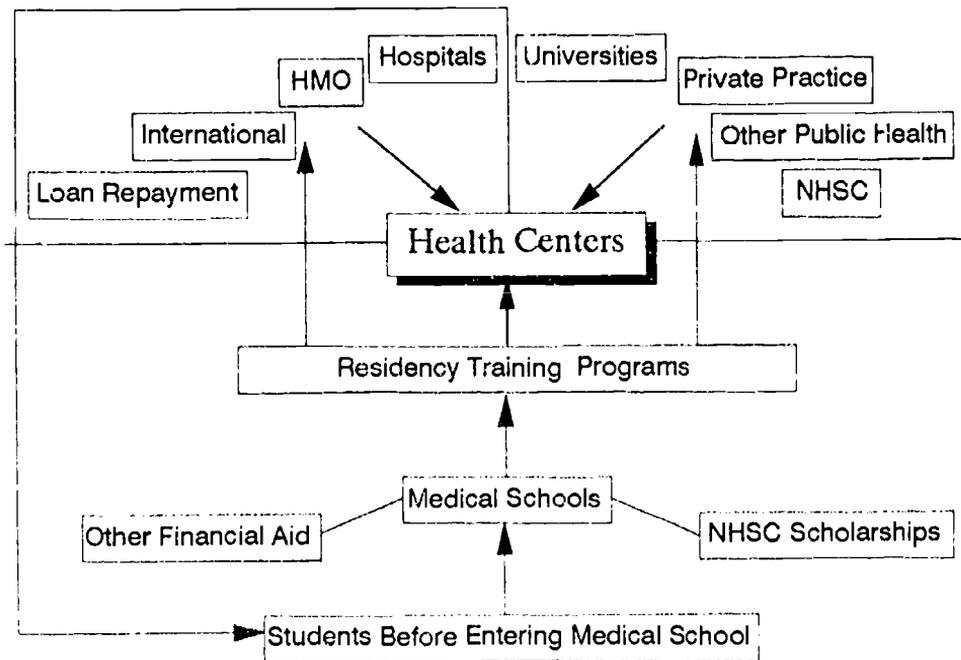 Hospitals
Universities
HMO
Private Practice
International
Other Public Health
Loan Repayment
NHSC
Health Centers
Residency Training Programs
Medical Schools
Other Financial Aid
NHSC Scholarships
Students Before Entering Medical School